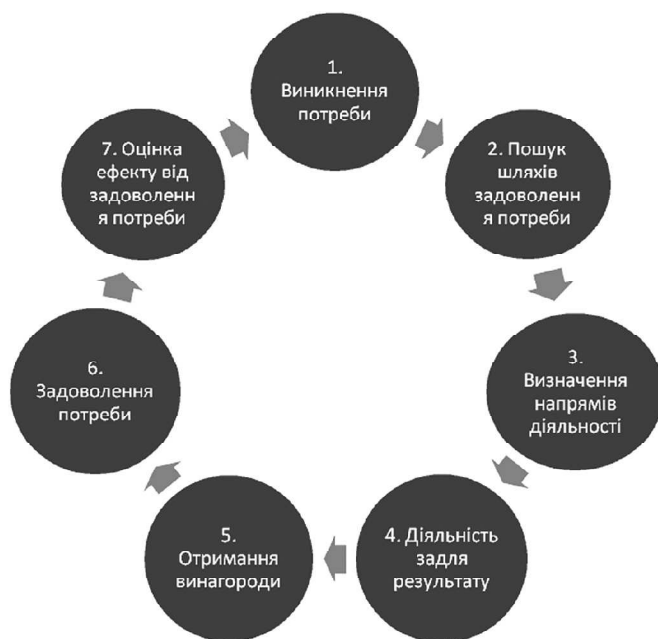 1.
Виникнення
потреби
2. Пошук
шляхів
задоволенн
я потреби
3.
Визначення
напрямів
діяльності
4. Діяльність
задля
результату
5.
Отримання
винагороди
6.
Задоволення
потреби
7. Оцінка
ефекту від
задоволенн
я потреби